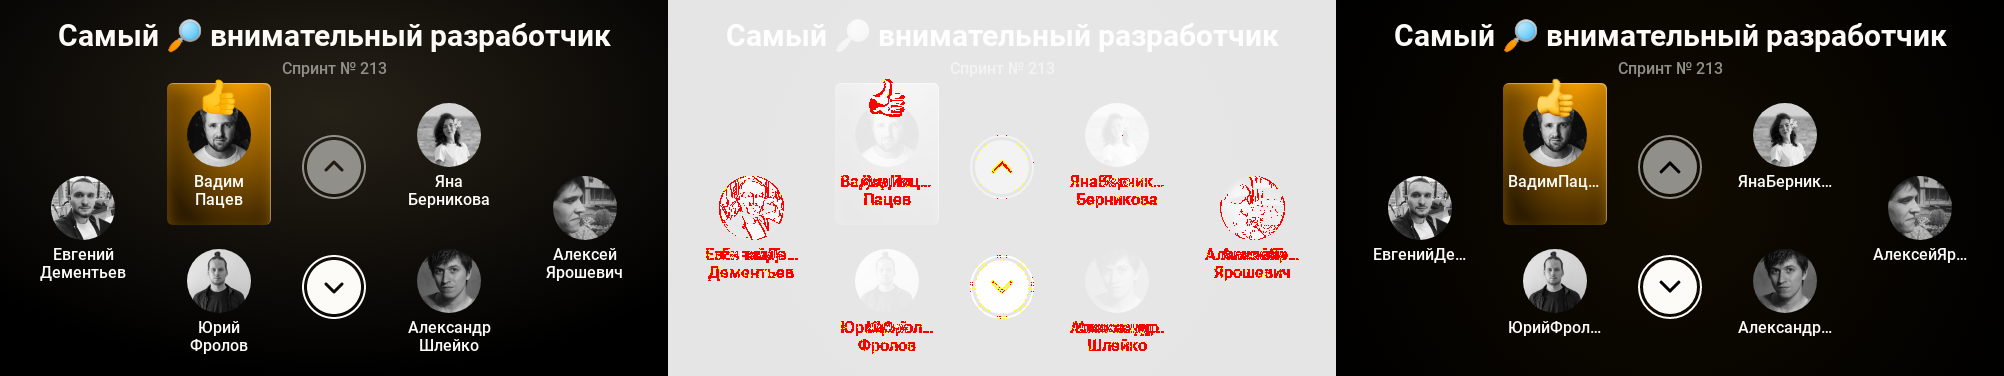 Самый 🔎 внимательный разработчик
Спринт № 213
Вадим
Пацев
Яна
Берникова
Евгений
Дементьев
Алексей
Ярошевич
Юрий
Фролов
Александр
Шлейко
Самый 🔎 внимательный разработчик
Спринт № 213
Пацев
Берникова
Дементьев
Ярошевич
Фролов
Шлейко
Самый 🔎 внимательный разработчик
Спринт № 213
ВадимПац...
ЯнаБерник...
ЕвгенийДе...
АлексейЯр...
ЮрийФрол...
Александр...